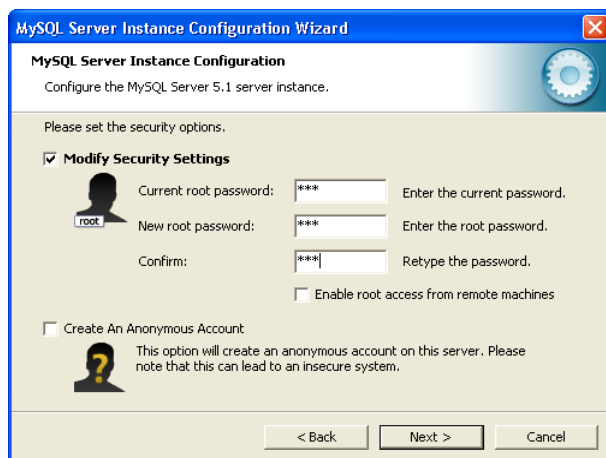 MySQL Server Instance Configuration Wizard
MySQL Server Instance Configuration
Configure the MySQL Server 5.1 server instance.
Please set the security options.
Modify Security Settings
root
Current root password: *** Enter the current password.
New root password: *** Enter the root password.
Confirm: *** Retype the password.
Enable root access from remote machines
Create An Anonymous Account
This option will create an anonymous account on this server. Please
note that this can lead to an insecure system.
< Back Next > Cancel